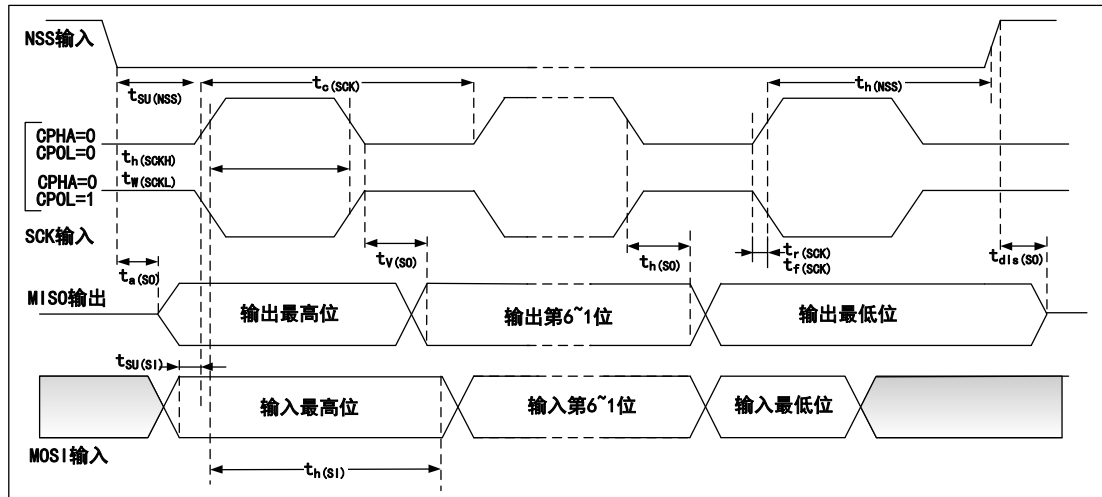 NSS输入
tSU(NSS)
tc(SCK)
th(NSS)
CPHA=0
CPOL=0
th(SCKH)
CPHA=0
CPOL=1
tW(SCKL)
SCK输入
ta(SO)
tV(SO)
th(SO)
tr(SCK)
tf(SCK)
tdis(SO)
MISO输出
输出最高位
输出第6~1位
输出最低位
tSU(SI)
输入最高位
输入第6~1位
输入最低位
MOSI输入
th(SI)